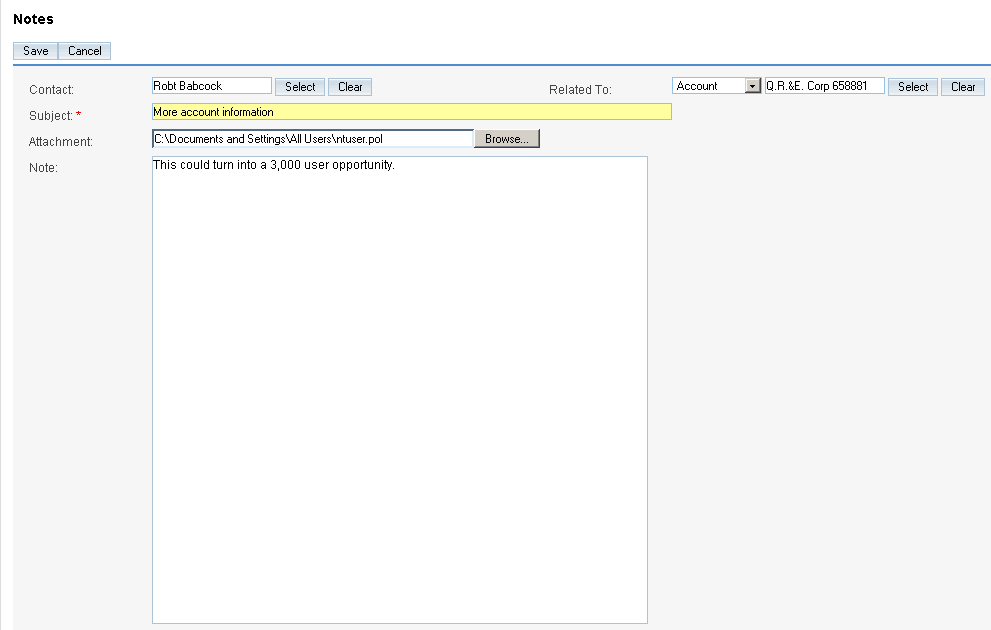 Notes
Save Cancel
Contact: Robt Babcock Select Clear Related To: Account Q.R.&E. Corp 658881 Select Clear
Subject: * More account information
Attachment: C:\Documents and Settings\All Users\ntuser.pol Browse...
Note: This could turn into a 3,000 user opportunity.